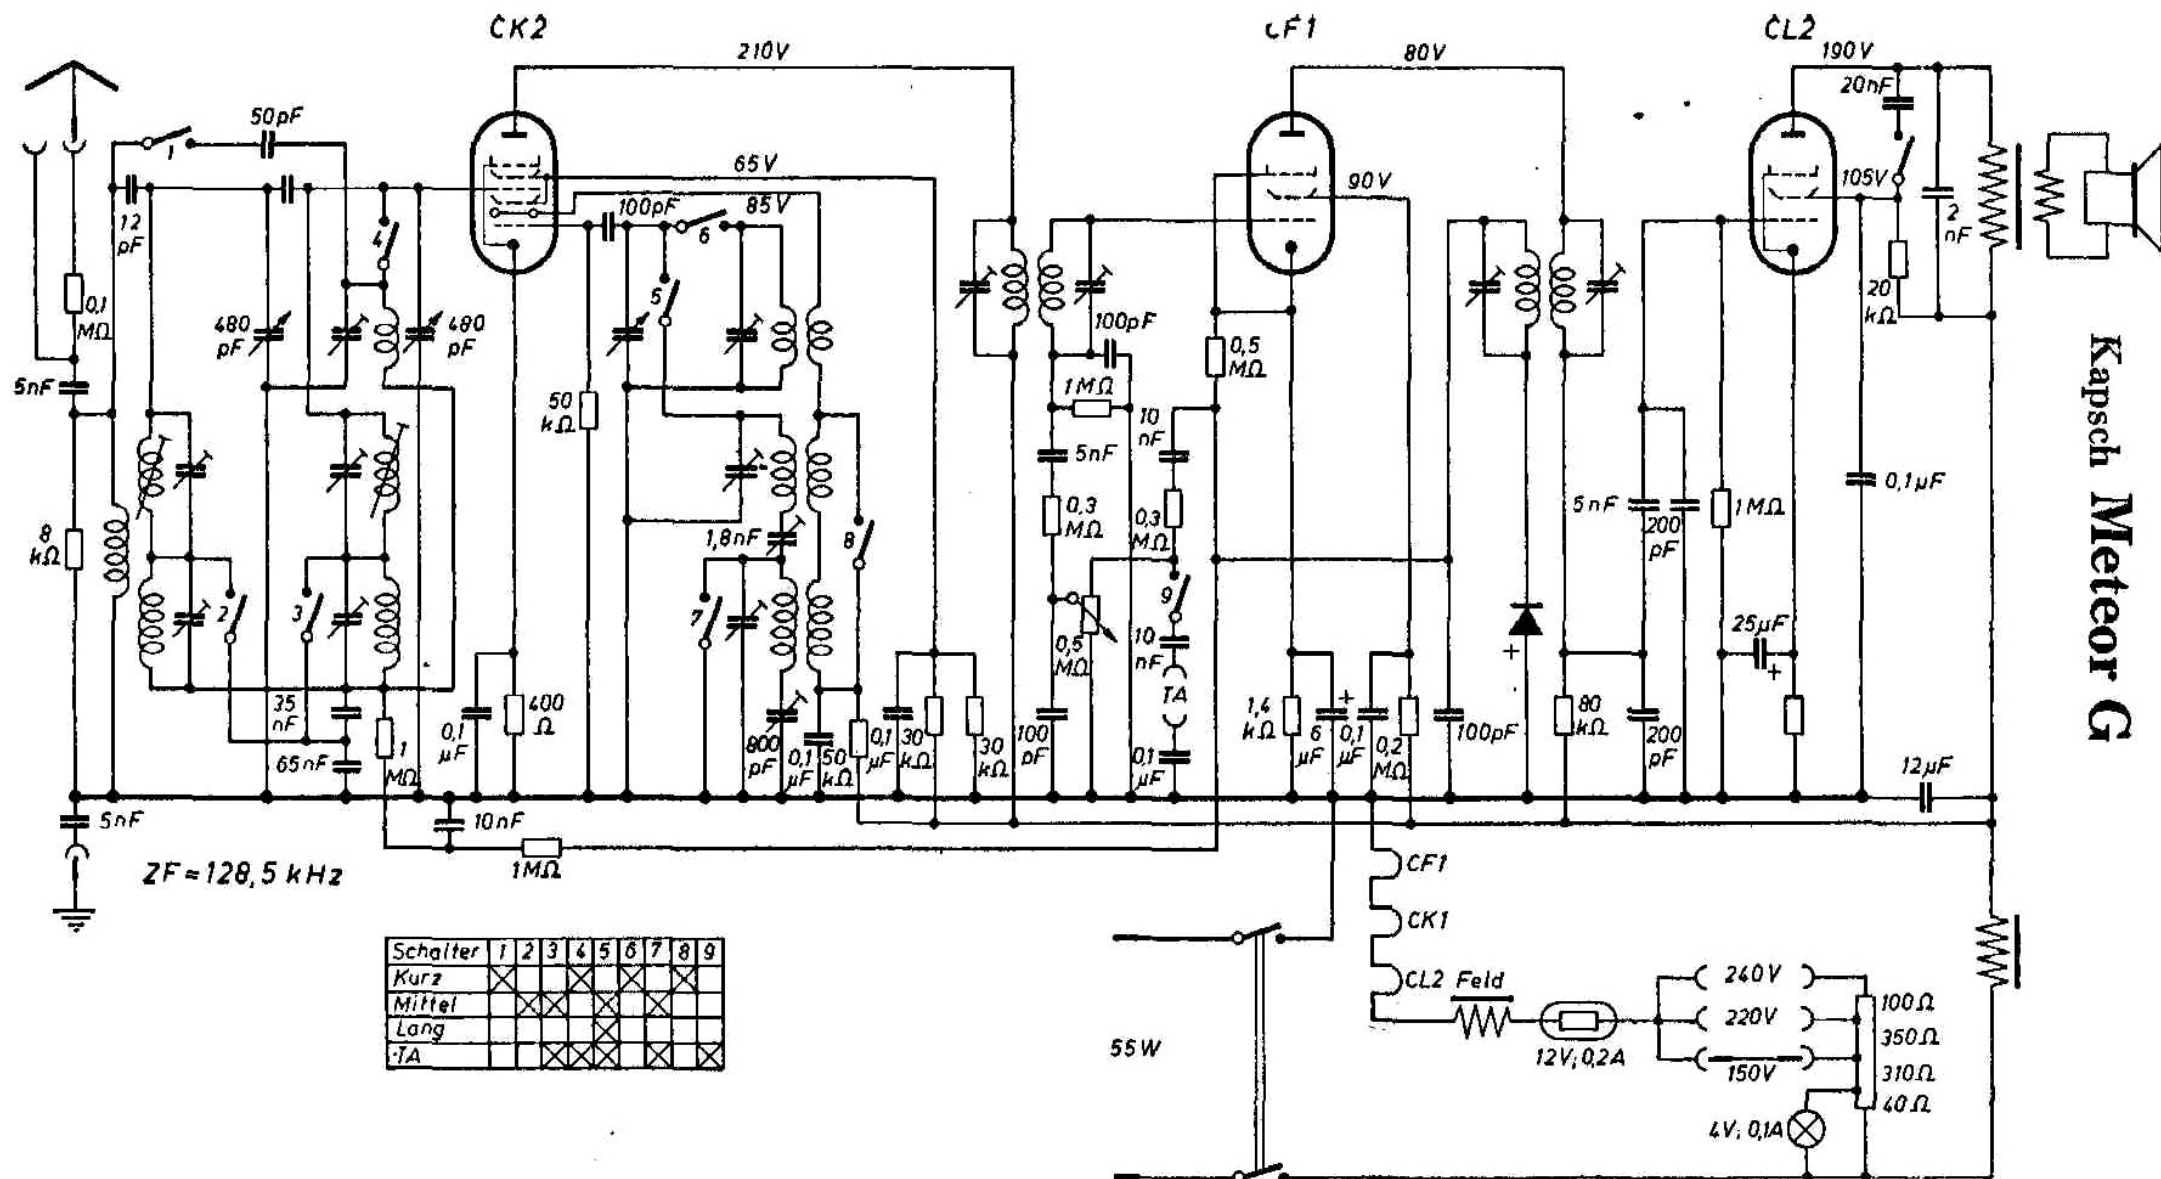 CK2
CF1
CL2
210V
80V
190V
50pF
1
20nF
65V
90V
105V
12
pF
4
100pF
85V
6
2
nF
5
20
kΩ
0,1
MΩ
480
pF
480
pF
100pF
0,5
MΩ
5nF
1MΩ
50
kΩ
10
nF
5nF
0,1µF
8
kΩ
1,8nF
8
0,3
MΩ
0,3
MΩ
5nF
200
pF
1MΩ
2
3
7
9
0,5
MΩ
10
nF
25µF
+
+
TA
35
nF
65nF
1
MΩ
0,1
µF
400
Ω
800
pF
0,1
µF
50
kΩ
0,1
µF
30
kΩ
30
kΩ
100
pF
0,1
µF
1,4
kΩ
+
6
µF
0,1
µF
0,2
MΩ
100pF
80
kΩ
200
pF
12µF
5nF
10nF
1MΩ
ZF=128,5 kHz
CF1
CK1
CL2 Feld
Schalter 1 2 3 4 5 6 7 8 9
Kurz
Mittel
Lang
TA
55W
12V; 0,2A
240V
220V
150V
100Ω
350Ω
310Ω
40Ω
4V; 0,1A
Kapsch Meteor G